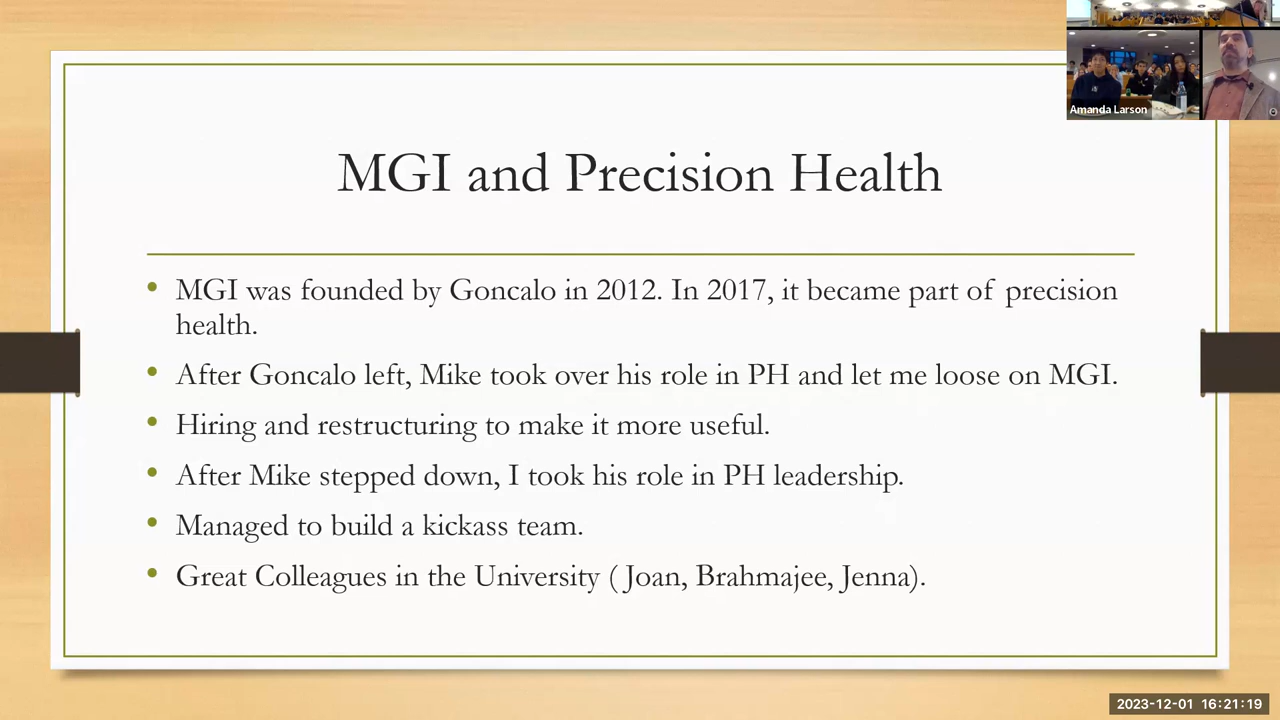 Amanda Larson
MGI and Precision Health
• MGI was founded by Goncalo in 2012. In 2017, it became part of precision
health.
• After Goncalo left, Mike took over his role in PH and let me loose on MGI.
• Hiring and restructuring to make it more useful.
• After Mike stepped down, I took his role in PH leadership.
• Managed to build a kickass team.
• Great Colleagues in the University ( Joan, Brahmajee, Jenna).
2023-12-01 16:21:19